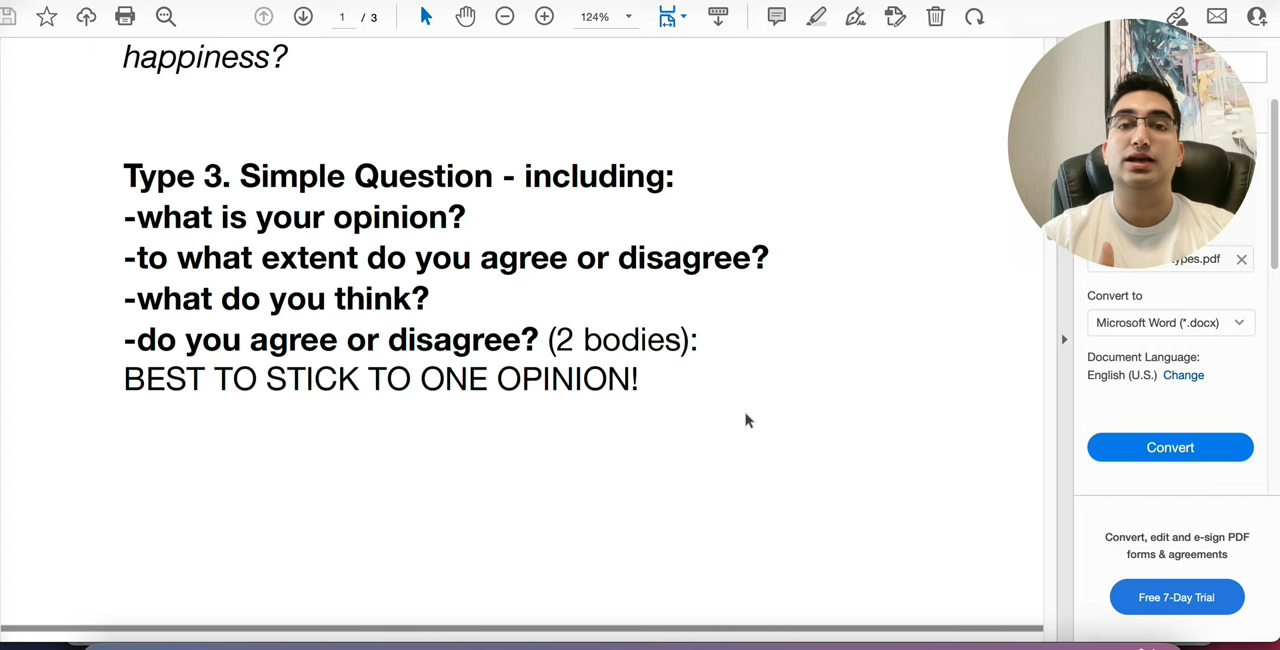 1 / 3
124%
happiness?
Type 3. Simple Question - including:
-what is your opinion?
-to what extent do you agree or disagree?
-what do you think?
-do you agree or disagree? (2 bodies):
BEST TO STICK TO ONE OPINION!
ypes.pdf
Convert to
Microsoft Word (*.docx)
Document Language:
English (U.S.) Change
Convert
Convert, edit and e-sign PDF
forms & agreements
Free 7-Day Trial